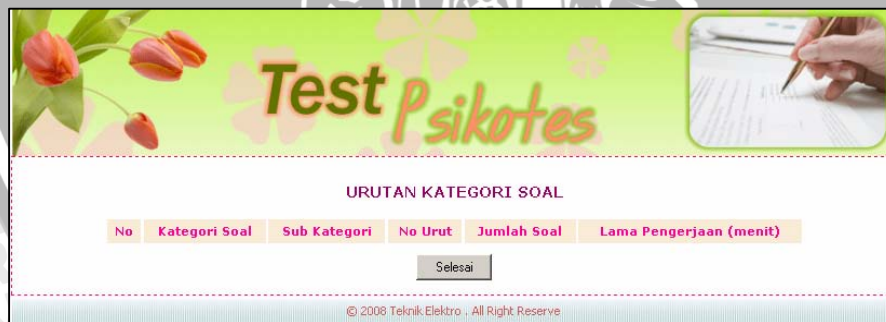 Test Psikotes
URUTAN KATEGORI SOAL
No Kategori Soal Sub Kategori No Urut Jumlah Soal Lama Pengerjaan (menit)
Selesai
© 2008 Teknik Elektro . All Right Reserve